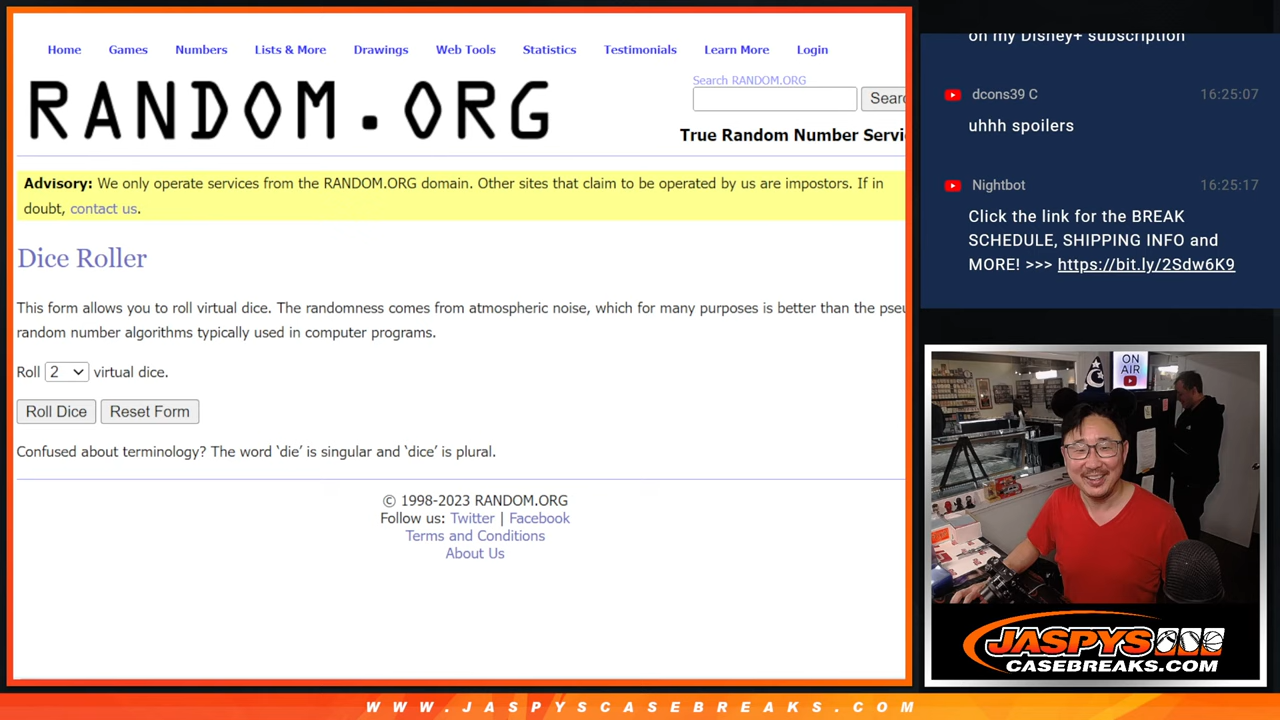 Home Games Numbers Lists & More Drawings Web Tools Statistics Testimonials Learn More Login
RANDOM.ORG
Search RANDOM.ORG
True Random Number Servi
Advisory: We only operate services from the RANDOM.ORG domain. Other sites that claim to be operated by us are impostors. If in
doubt, contact us.
Dice Roller
This form allows you to roll virtual dice. The randomness comes from atmospheric noise, which for many purposes is better than the pseu
random number algorithms typically used in computer programs.
Roll 2 virtual dice.
Roll Dice Reset Form
Confused about terminology? The word ‘die’ is singular and ‘dice’ is plural.
© 1998-2023 RANDOM.ORG
Follow us: Twitter | Facebook
Terms and Conditions
About Us
on my Disney+ subscription
dcons39 C 16:25:07
uhhh spoilers
Nightbot 16:25:17
Click the link for the BREAK
SCHEDULE, SHIPPING INFO and
MORE! >>> https://bit.ly/2Sdw6K9
ON
AIR
JASPYS
CASEBREAKS.COM
WWW.JASPYSCASEBREAKS.COM